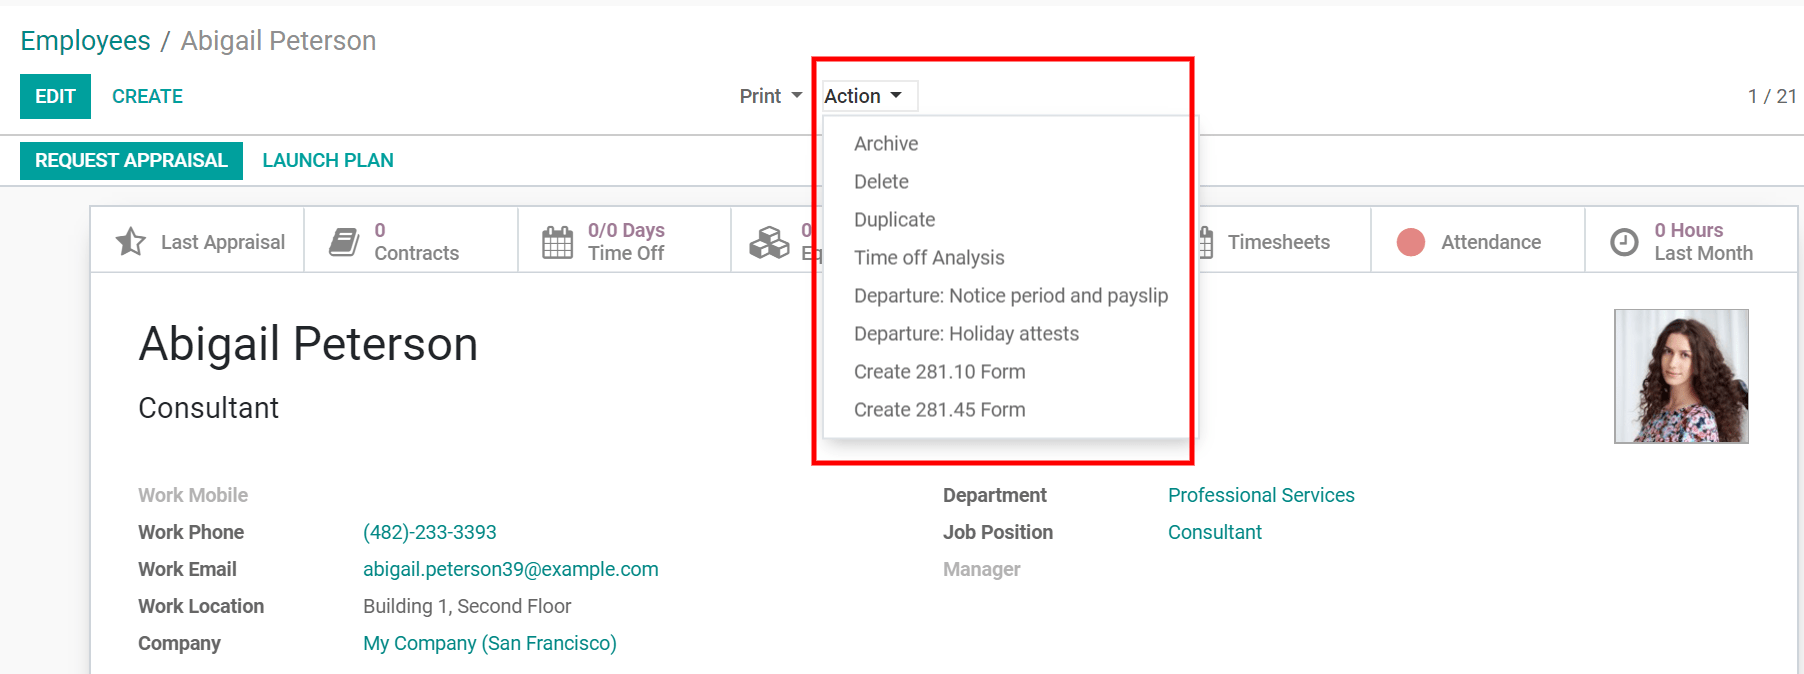 Employees / Abigail Peterson
EDIT CREATE Print Action 1 / 21
REQUEST APPRAISAL LAUNCH PLAN
Archive
Delete
Duplicate
Time off Analysis
Departure: Notice period and payslip
Departure: Holiday attests
Create 281.10 Form
Create 281.45 Form
Last Appraisal
0
Contracts
0/0 Days
Time Off
0
Timesheets
Attendance
0 Hours
Last Month
Abigail Peterson
Consultant
Work Mobile
Work Phone (482)-233-3393
Work Email abigail.peterson39@example.com
Work Location Building 1, Second Floor
Company My Company (San Francisco)
Department Professional Services
Job Position Consultant
Manager